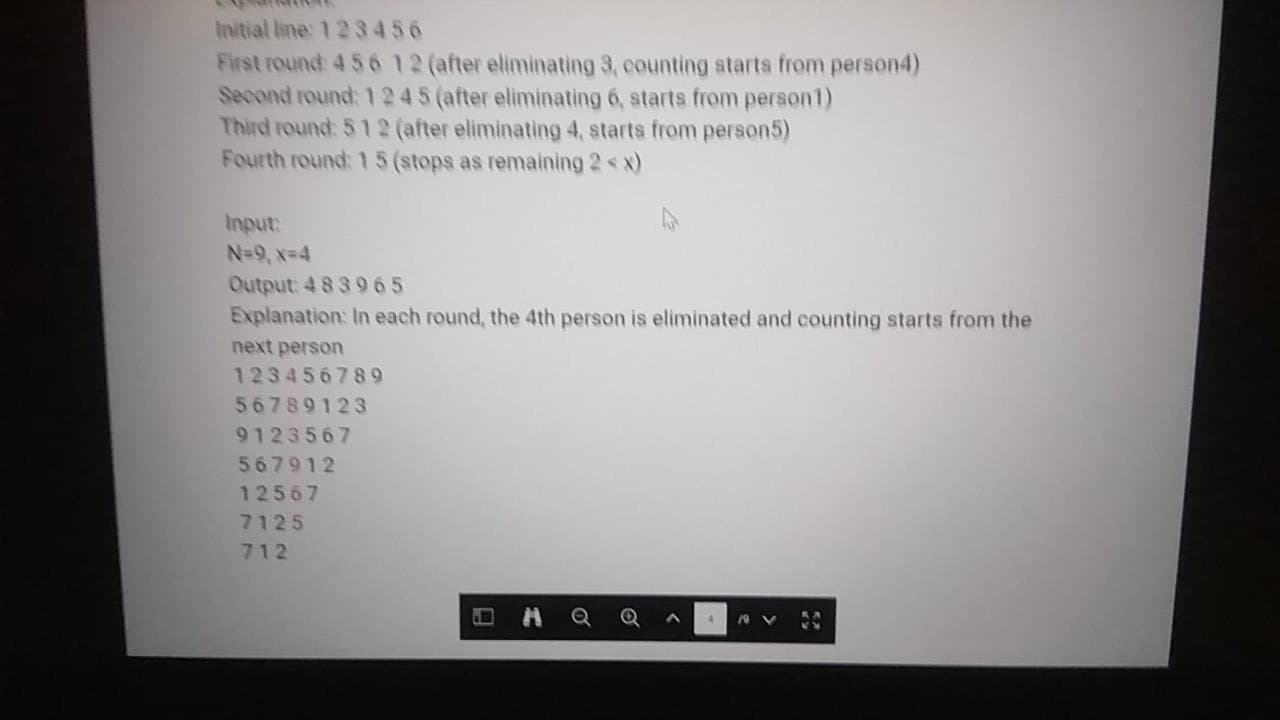 Explanation:
Initial line: 1 2 3 4 5 6
First round: 4 5 6 1 2 (after eliminating 3, counting starts from person4)
Second round: 1 2 4 5 (after eliminating 6, starts from person1)
Third round: 5 1 2 (after eliminating 4, starts from person5)
Fourth round: 1 5 (stops as remaining 2 < x)
Input:
N=9, x=4
Output: 4 8 3 9 6 5
Explanation: In each round, the 4th person is eliminated and counting starts from the
next person
1 2 3 4 5 6 7 8 9
5 6 7 8 9 1 2 3
9 1 2 3 5 6 7
5 6 7 9 1 2
1 2 5 6 7
7 1 2 5
7 1 2
4 /9